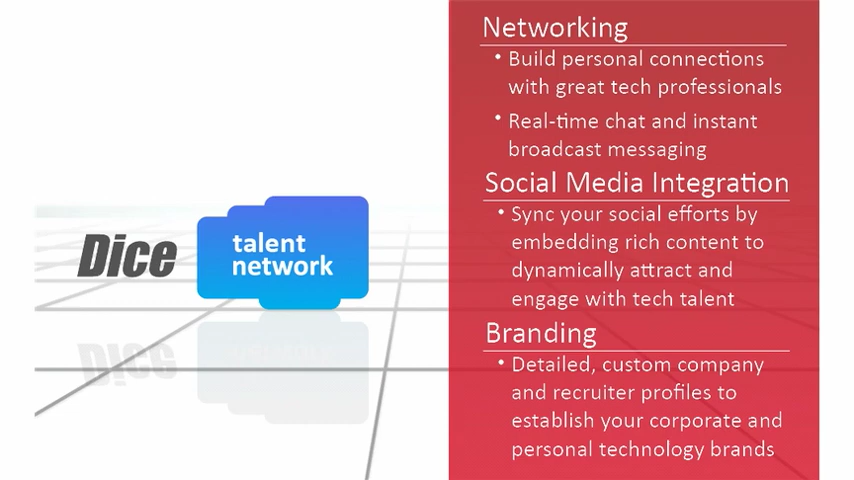 Dice
talent
network
Networking
• Build personal connections
with great tech professionals
• Real-time chat and instant
broadcast messaging
Social Media Integration
• Sync your social efforts by
embedding rich content to
dynamically attract and
engage with tech talent
Branding
• Detailed, custom company
and recruiter profiles to
establish your corporate and
personal technology brands